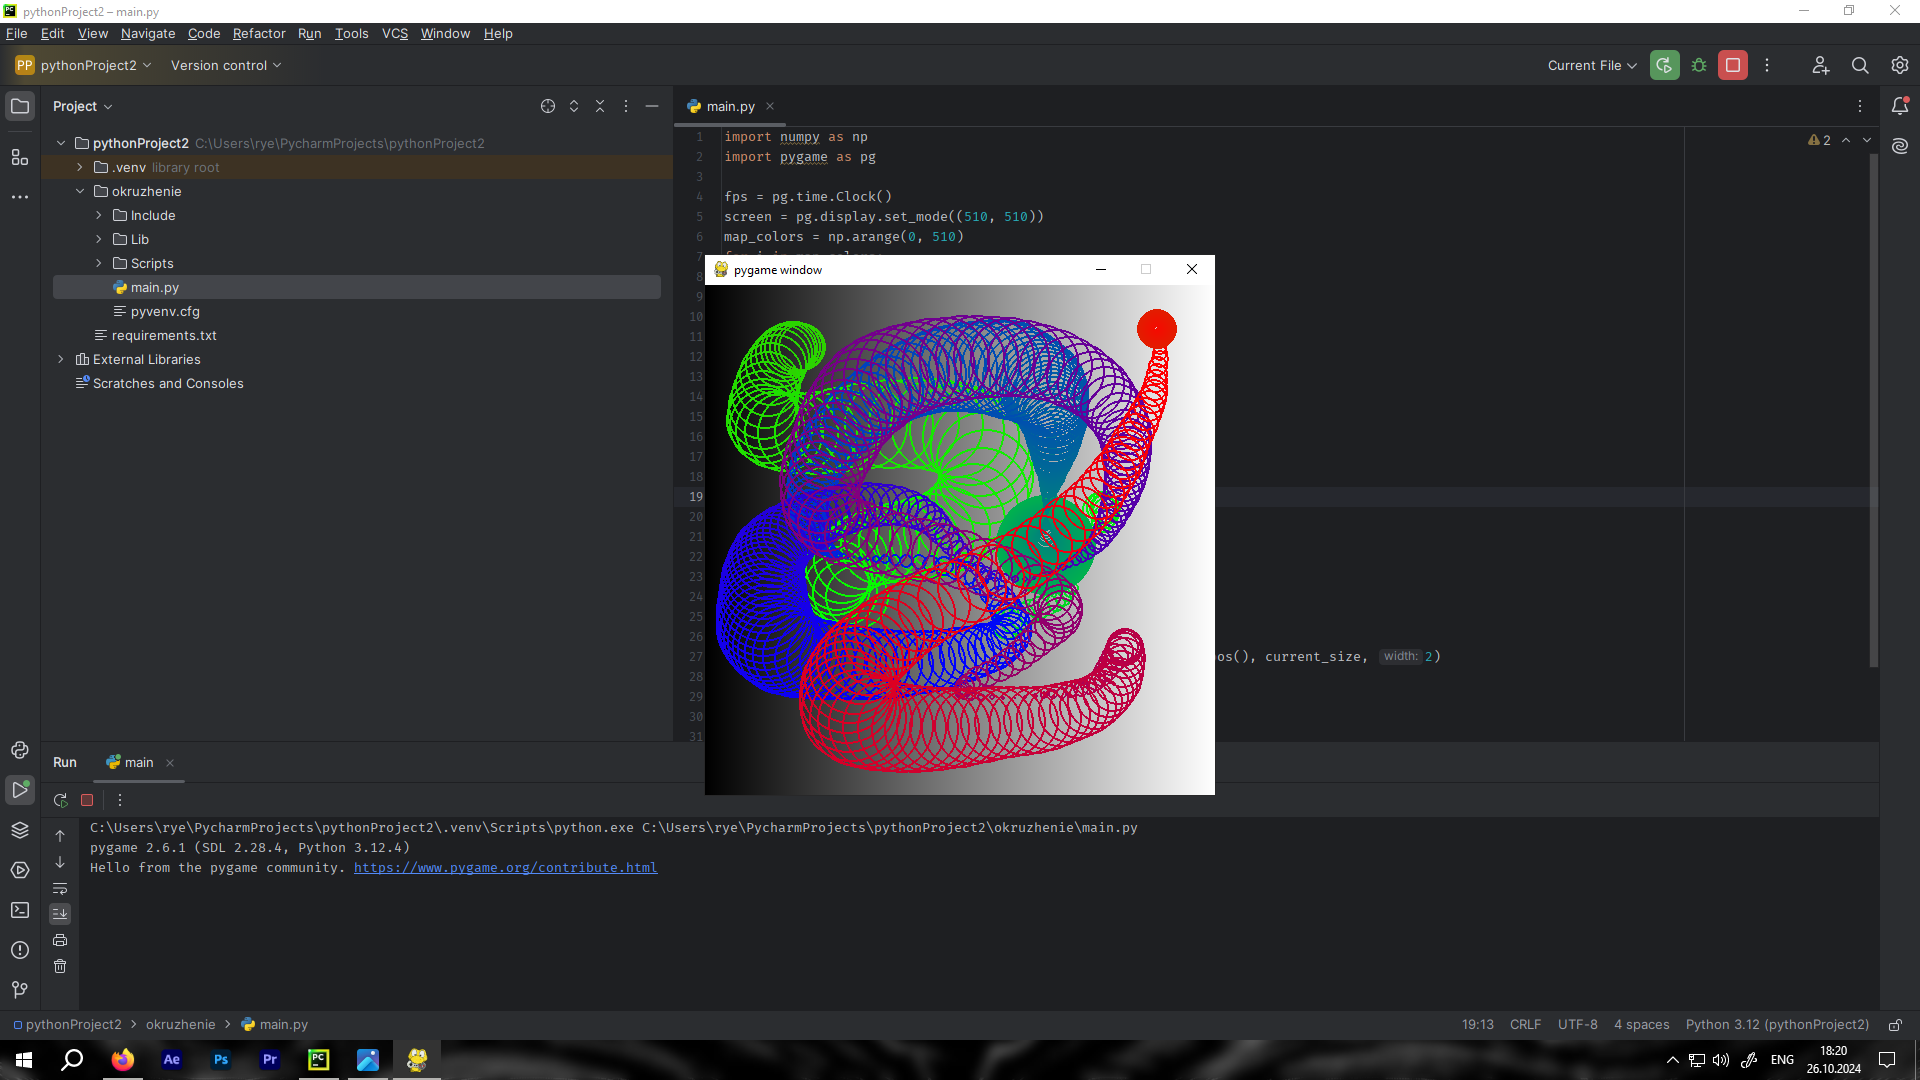 pythonProject2 – main.py
File Edit View Navigate Code Refactor Run Tools VCS Window Help
PP pythonProject2 Version control Current File
Project
main.py
pythonProject2 C:\Users\rye\PycharmProjects\pythonProject2
.venv library root
okruzhenie
Include
Lib
Scripts
main.py
pyvenv.cfg
requirements.txt
External Libraries
Scratches and Consoles
1 import numpy as np
2 import pygame as pg
3
4 fps = pg.time.Clock()
5 screen = pg.display.set_mode((510, 510))
6 map_colors = np.arange(0, 510)
7
8
9
10
11
12
13
14
15
16
17
18
19
20
21
22
23
24
25
26
27 os(), current_size, width: 2)
28
29
30
31
2
pygame window
Run main
C:\Users\rye\PycharmProjects\pythonProject2\.venv\Scripts\python.exe C:\Users\rye\PycharmProjects\pythonProject2\okruzhenie\main.py
pygame 2.6.1 (SDL 2.28.4, Python 3.12.4)
Hello from the pygame community. https://www.pygame.org/contribute.html
pythonProject2 > okruzhenie > main.py 19:13 CRLF UTF-8 4 spaces Python 3.12 (pythonProject2)
Ae Ps Pr PC ENG 18:20
26.10.2024